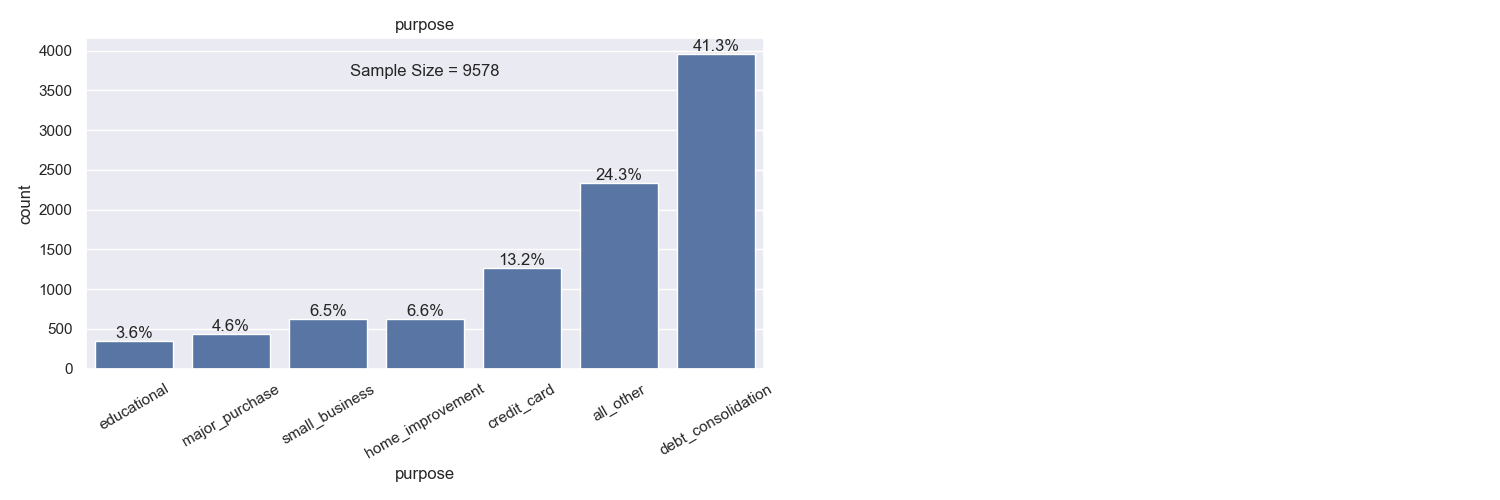 purpose
4000
3500
3000
2500
2000
1500
1000
500
0
count
Sample Size = 9578
3.6%
4.6%
6.5%
6.6%
13.2%
24.3%
41.3%
educational
major_purchase
small_business
home_improvement
credit_card
all_other
debt_consolidation
purpose